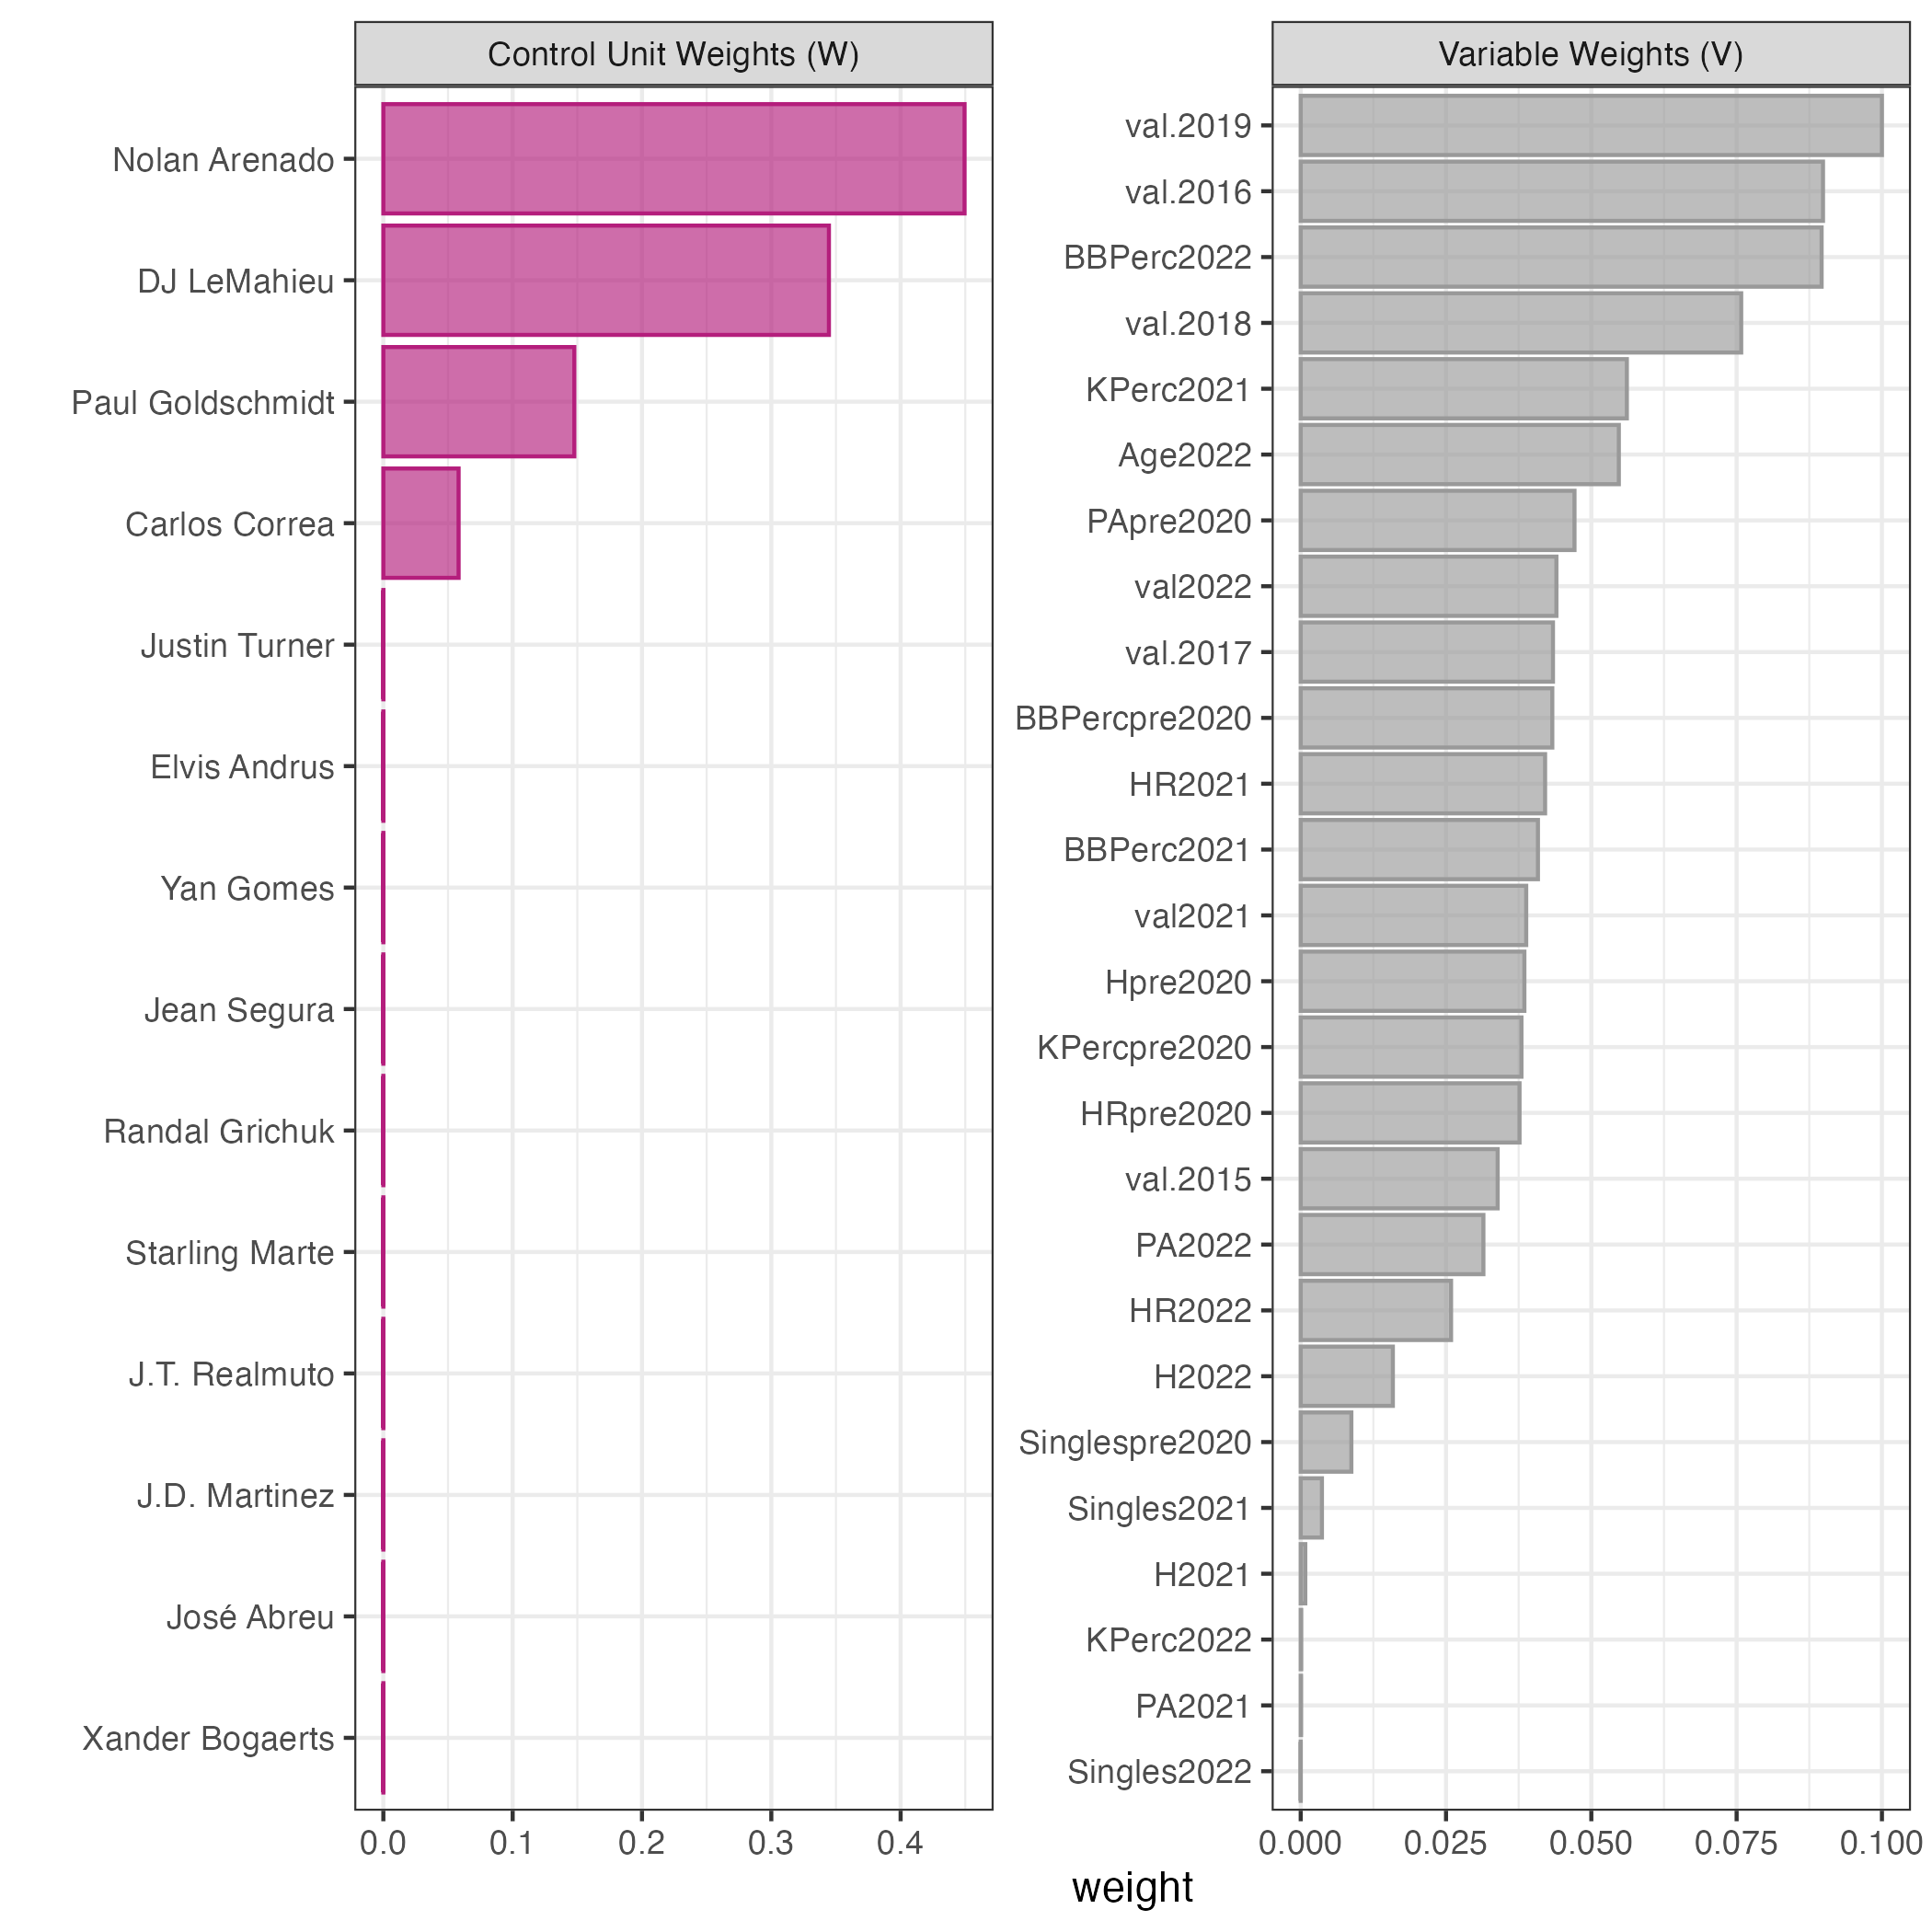 Control Unit Weights (W)
Nolan Arenado
DJ LeMahieu
Paul Goldschmidt
Carlos Correa
Justin Turner
Elvis Andrus
Yan Gomes
Jean Segura
Randal Grichuk
Starling Marte
J.T. Realmuto
J.D. Martinez
José Abreu
Xander Bogaerts
0.0 0.1 0.2 0.3 0.4
Variable Weights (V)
val.2019
val.2016
BBPerc2022
val.2018
KPerc2021
Age2022
PApre2020
val2022
val.2017
BBPercpre2020
HR2021
BBPerc2021
val2021
Hpre2020
KPercpre2020
HRpre2020
val.2015
PA2022
HR2022
H2022
Singlespre2020
Singles2021
H2021
KPerc2022
PA2021
Singles2022
0.000 0.025 0.050 0.075 0.100
weight